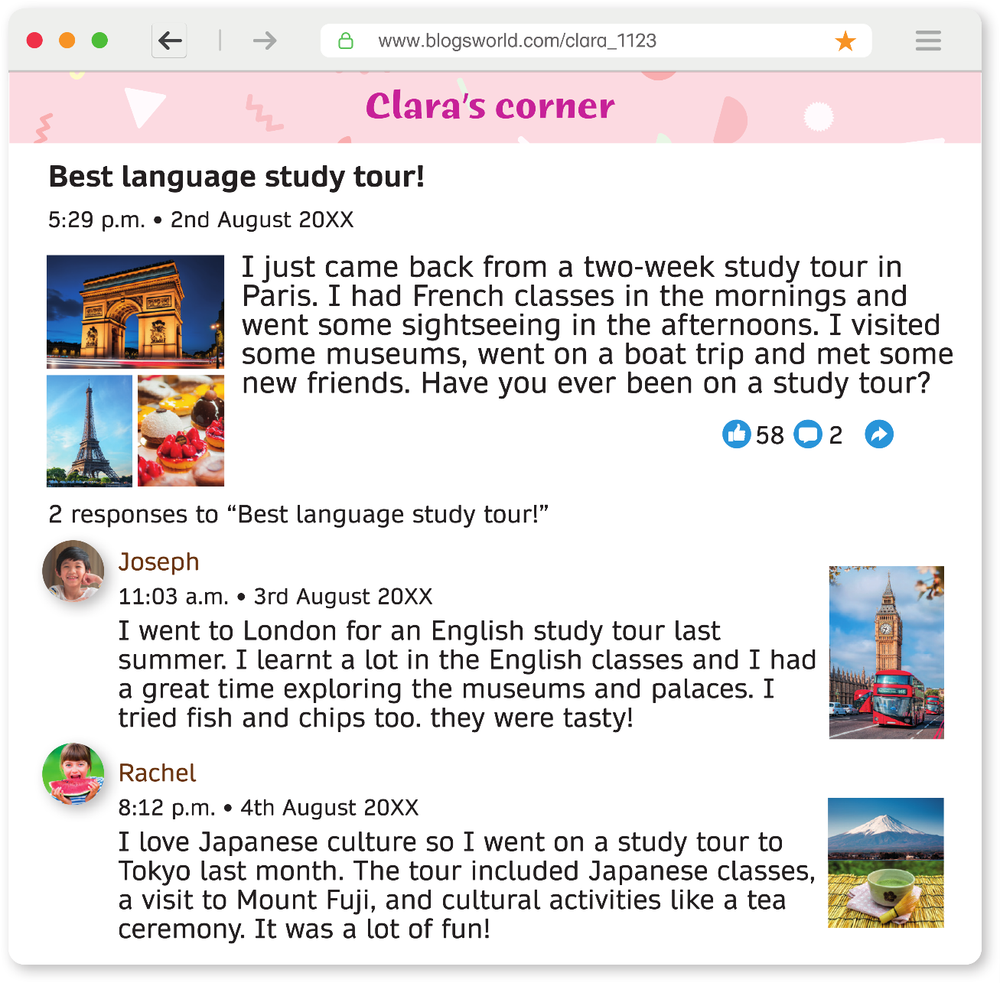 www.blogsworld.com/clara_1123
Clara's corner
Best language study tour!
5:29 p.m. • 2nd August 20XX
I just came back from a two-week study tour in
Paris. I had French classes in the mornings and
went some sightseeing in the afternoons. I visited
some museums, went on a boat trip and met some
new friends. Have you ever been on a study tour?
58 2
2 responses to “Best language study tour!”
Joseph
11:03 a.m. • 3rd August 20XX
I went to London for an English study tour last
summer. I learnt a lot in the English classes and I had
a great time exploring the museums and palaces. I
tried fish and chips too. they were tasty!
Rachel
8:12 p.m. • 4th August 20XX
I love Japanese culture so I went on a study tour to
Tokyo last month. The tour included Japanese classes,
a visit to Mount Fuji, and cultural activities like a tea
ceremony. It was a lot of fun!